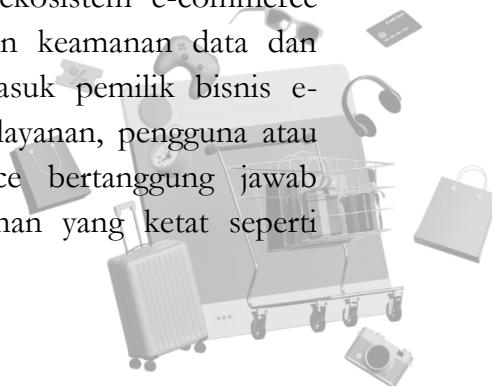 ekosistem e-commerce
n keamanan data dan
asuk pemilik bisnis e-
layanan, pengguna atau
ce bertanggung jawab
nan yang ketat seperti